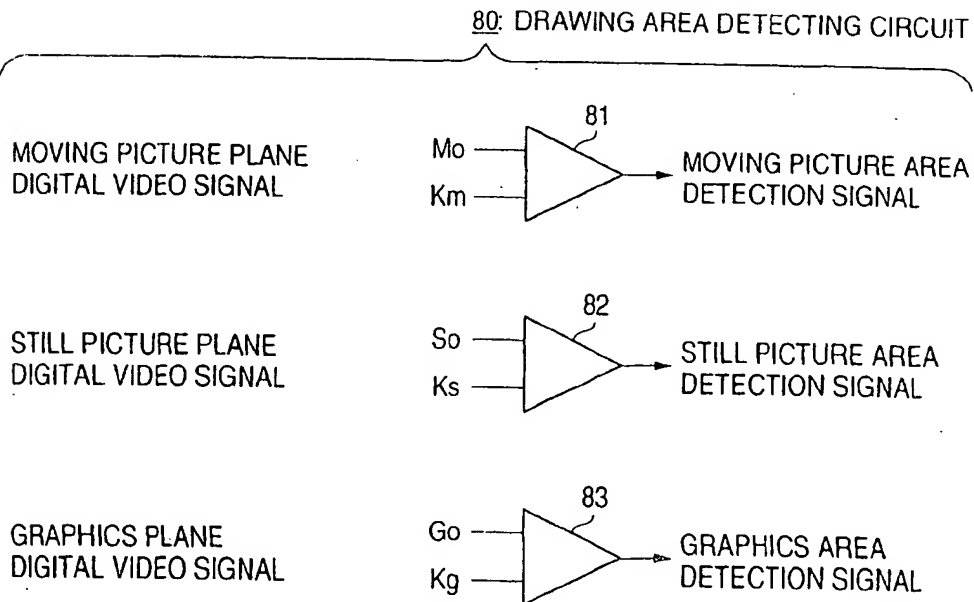 80: DRAWING AREA DETECTING CIRCUIT
81
MOVING PICTURE PLANE
DIGITAL VIDEO SIGNAL
Mo
Km
MOVING PICTURE AREA
DETECTION SIGNAL
82
STILL PICTURE PLANE
DIGITAL VIDEO SIGNAL
So
Ks
STILL PICTURE AREA
DETECTION SIGNAL
83
GRAPHICS PLANE
DIGITAL VIDEO SIGNAL
Go
Kg
GRAPHICS AREA
DETECTION SIGNAL